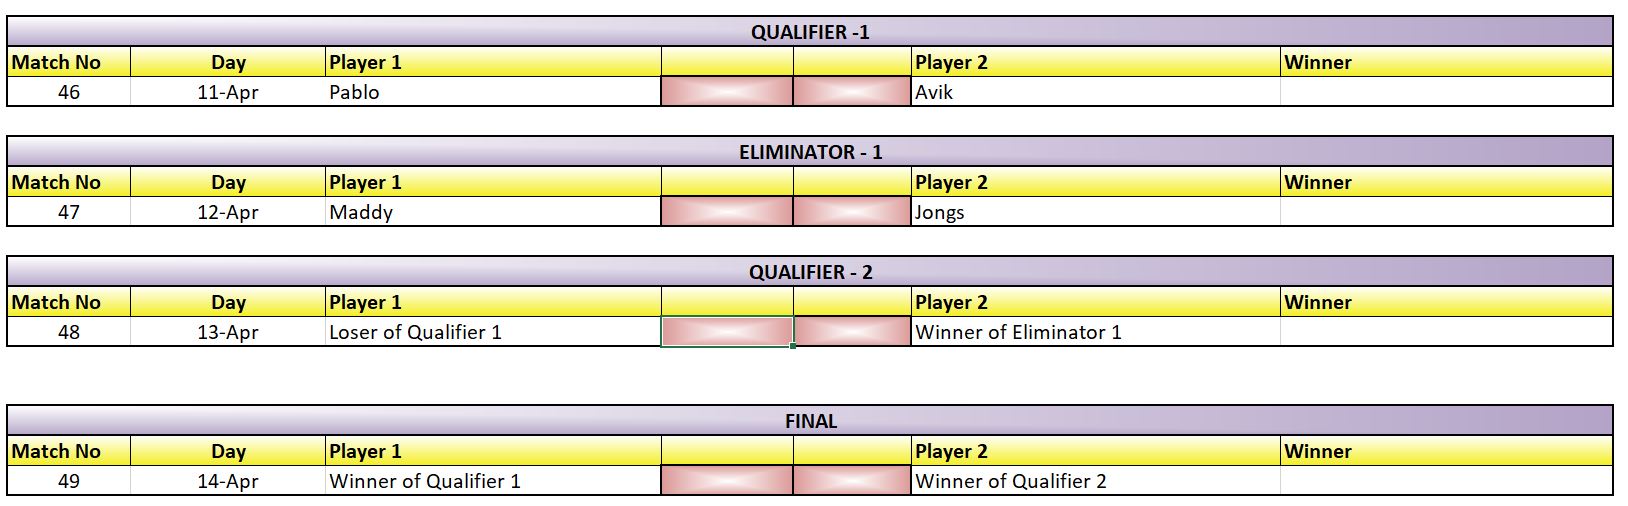 QUALIFIER -1
Match No Day Player 1 Player 2 Winner
46 11-Apr Pablo Avik
ELIMINATOR - 1
Match No Day Player 1 Player 2 Winner
47 12-Apr Maddy Jongs
QUALIFIER - 2
Match No Day Player 1 Player 2 Winner
48 13-Apr Loser of Qualifier 1 Winner of Eliminator 1
FINAL
Match No Day Player 1 Player 2 Winner
49 14-Apr Winner of Qualifier 1 Winner of Qualifier 2